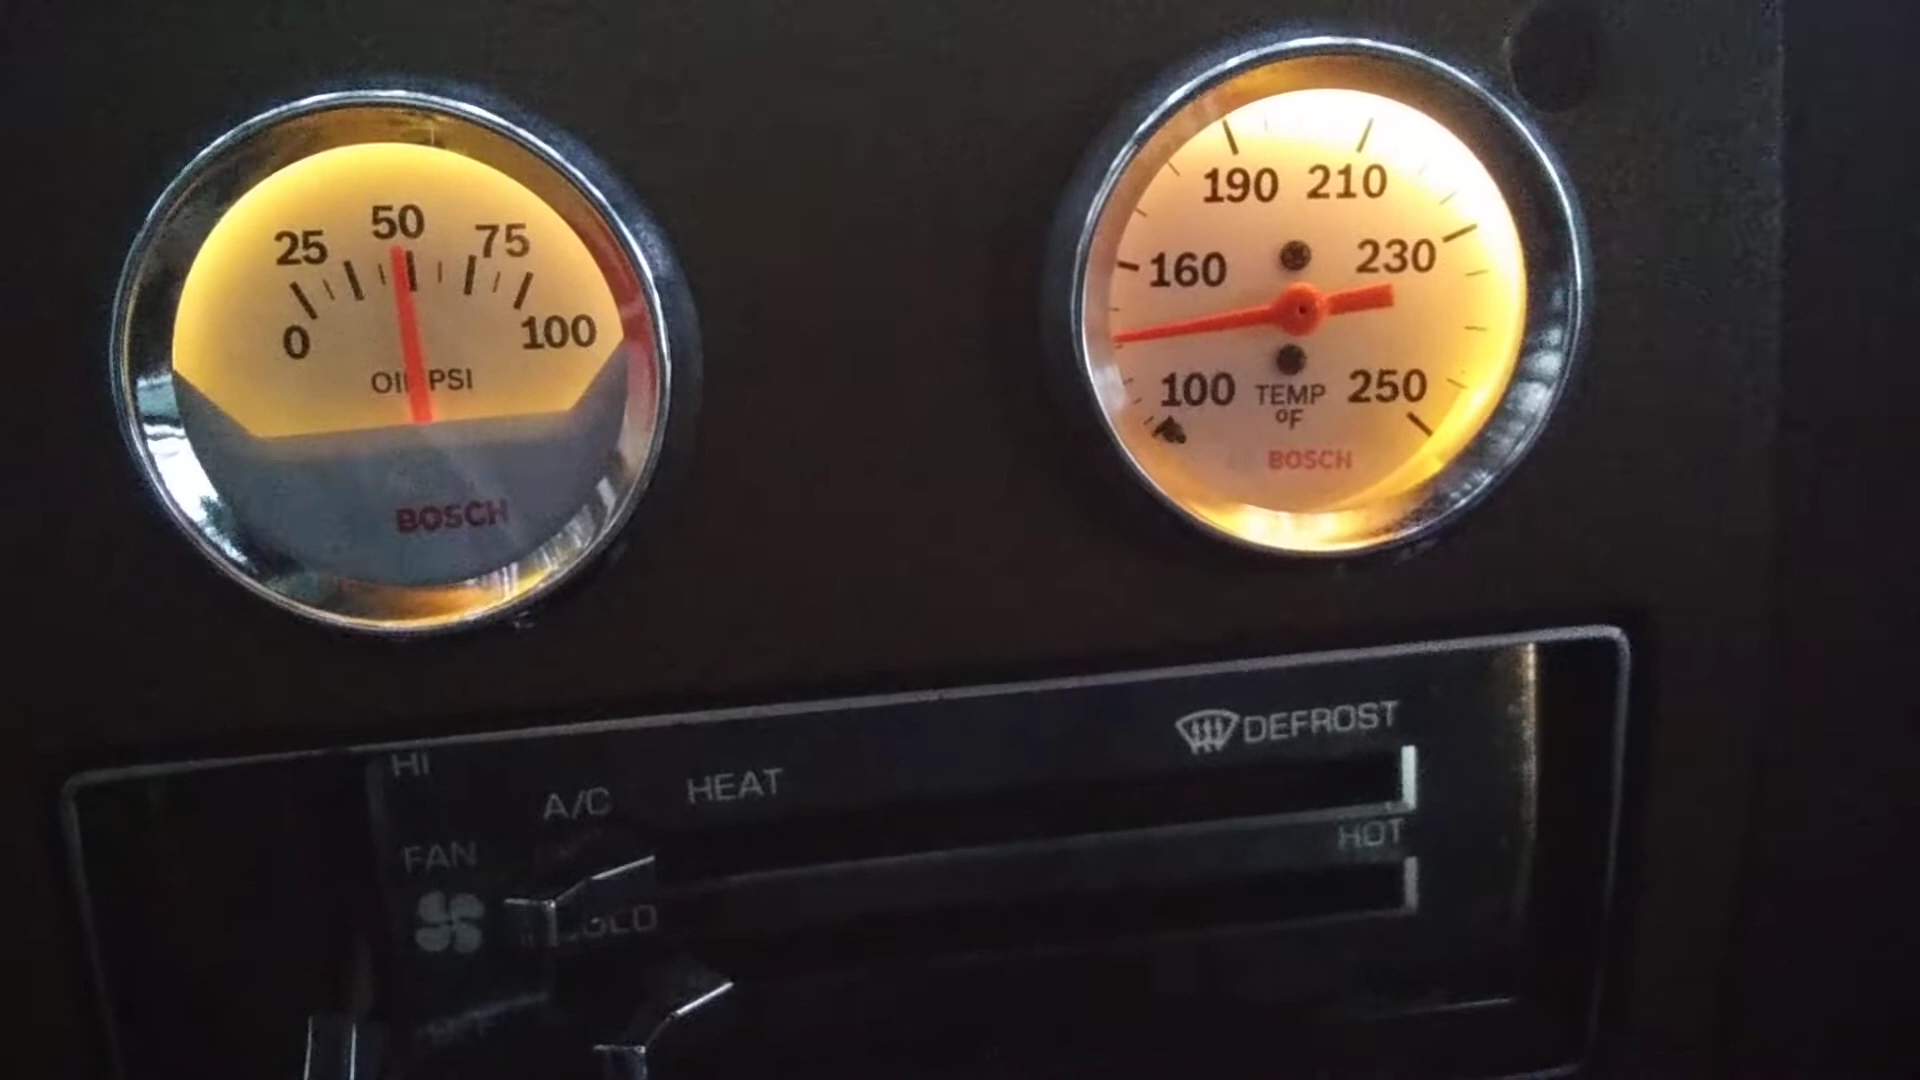 25 50 75
0 100
OIL PSI
BOSCH
190 210
160 230
100 250
TEMP
°F
BOSCH
HI
A/C HEAT DEFROST
FAN HOT